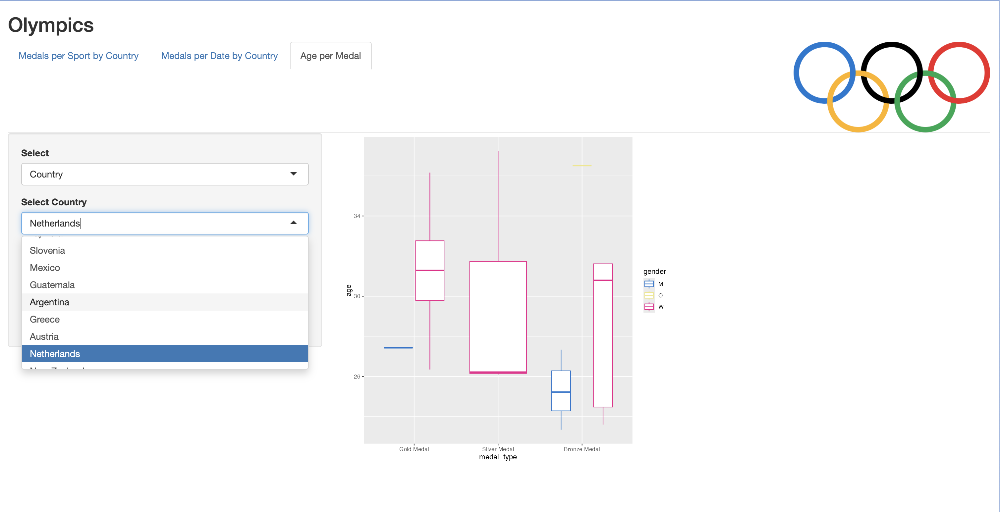 Olympics
Medals per Sport by Country
Medals per Date by Country
Age per Medal
Select
Country
Select Country
Netherlands
Slovenia
Mexico
Guatemala
Argentina
Greece
Austria
Netherlands
34
30
26
age
Gold Medal
Silver Medal
Bronze Medal
medal_type
gender
M
O
W